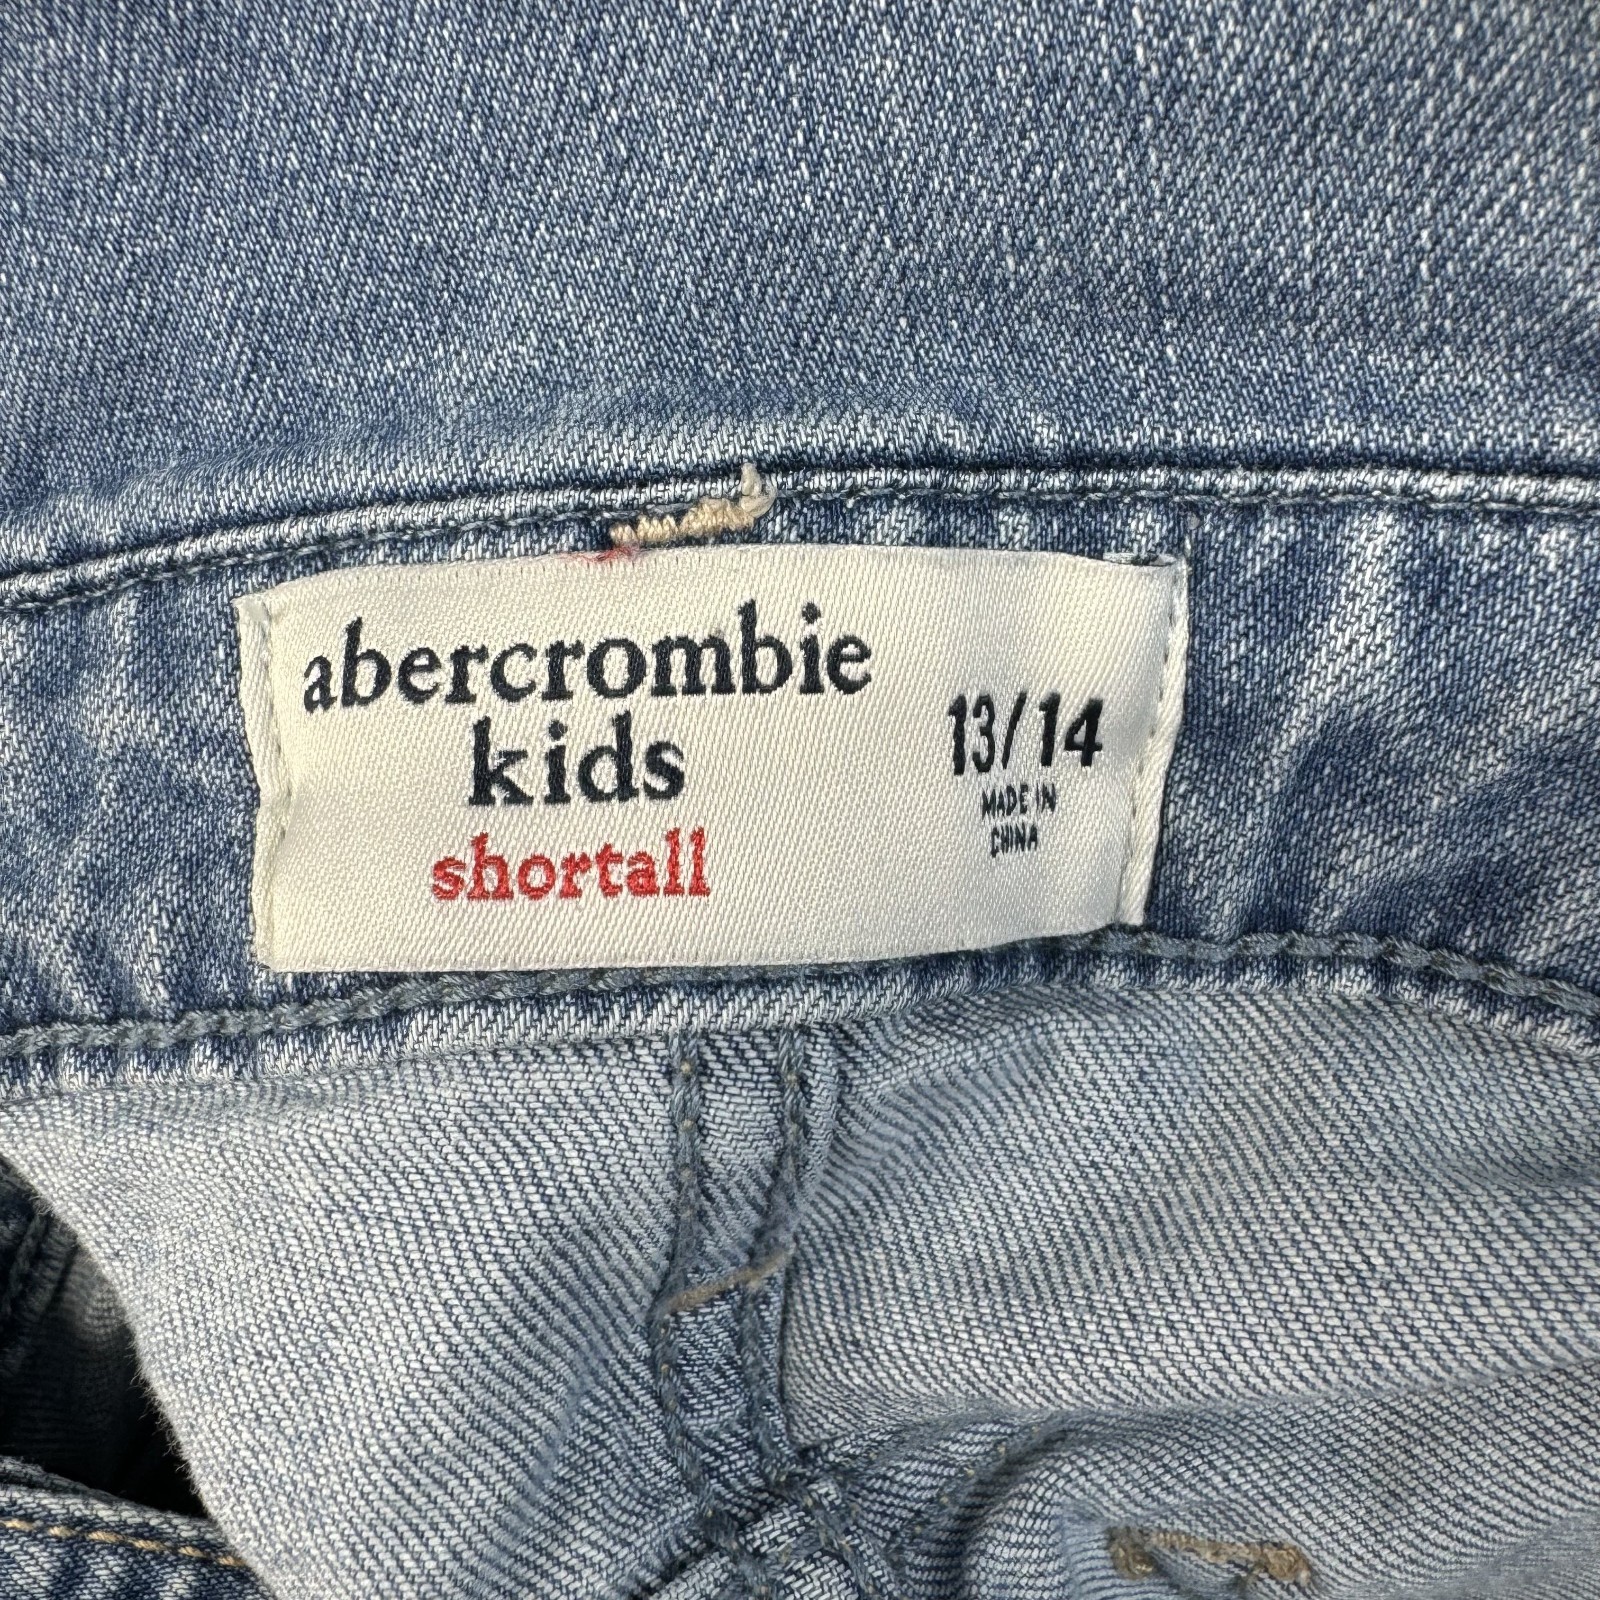 abercrombie
kids
shortall
13/14
MADE IN
CHINA